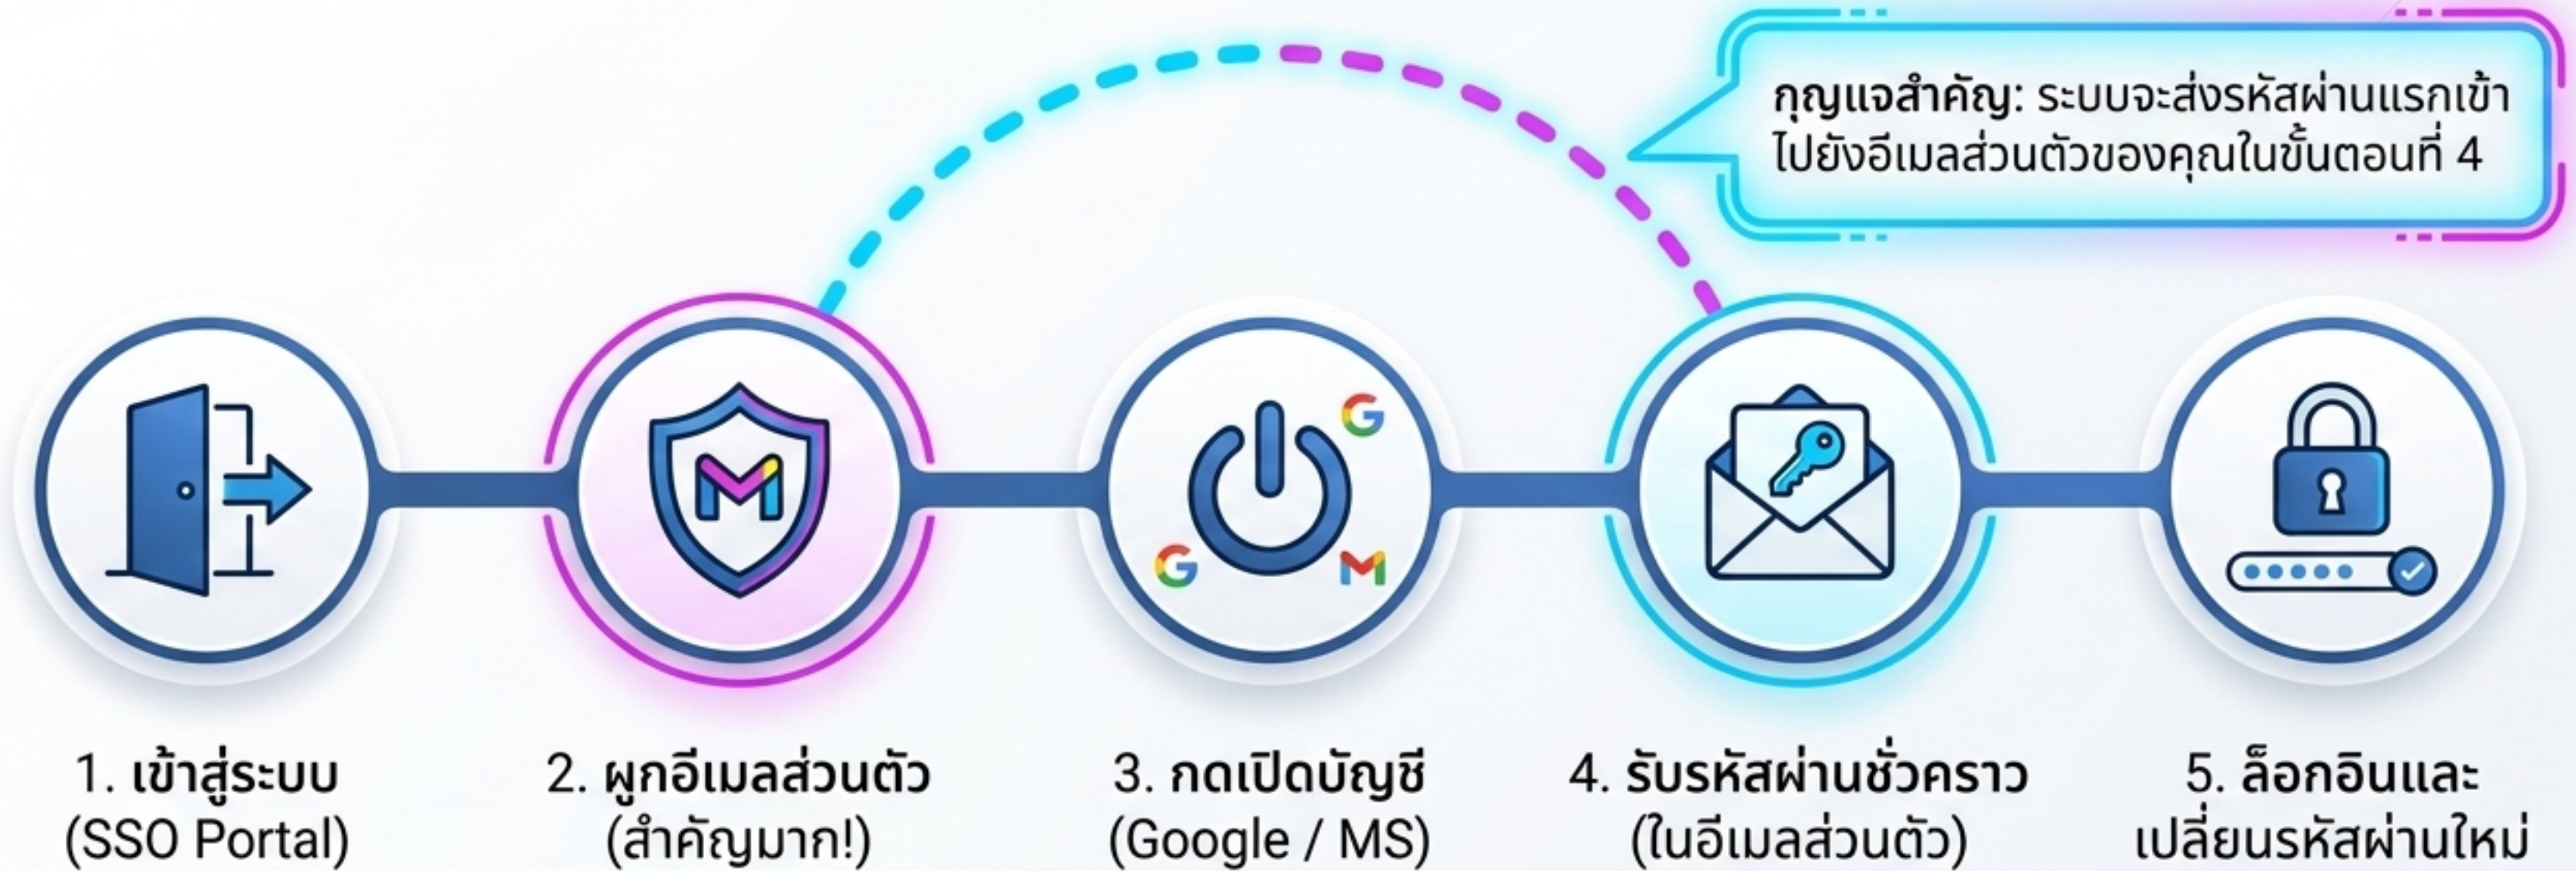 กุญแจสำคัญ: ระบบจะส่งรหัสผ่านแรกเข้า
ไปยังอีเมลส่วนตัวของคุณในขั้นตอนที่ 4
1. เข้าสู่ระบบ
(SSO Portal)
2. ผูกอีเมลส่วนตัว
(สำคัญมาก!)
3. กดเปิดบัญชี
(Google / MS)
4. รับรหัสผ่านชั่วคราว
(ในอีเมลส่วนตัว)
5. ล็อกอินและ
เปลี่ยนรหัสผ่านใหม่